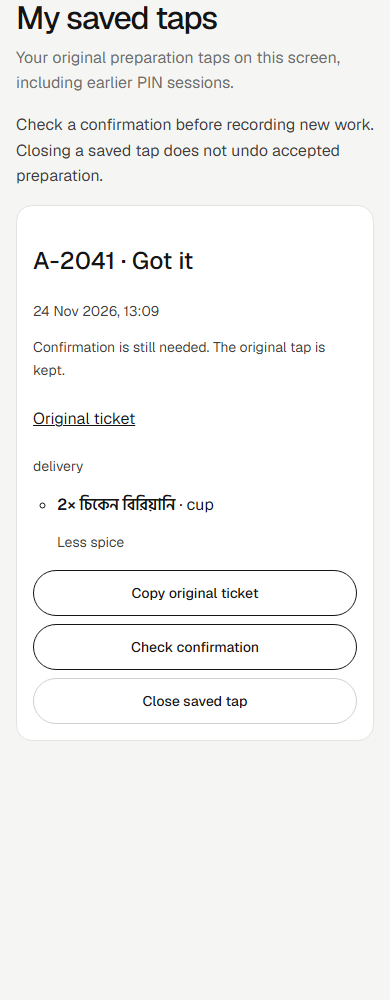 My saved taps
Your original preparation taps on this screen,
including earlier PIN sessions.
Check a confirmation before recording new work.
Closing a saved tap does not undo accepted
preparation.
A-2041 · Got it
24 Nov 2026, 13:09
Confirmation is still needed. The original tap is
kept.
Original ticket
delivery
2× চিকেন বিরিয়ানি · cup
Less spice
Copy original ticket
Check confirmation
Close saved tap